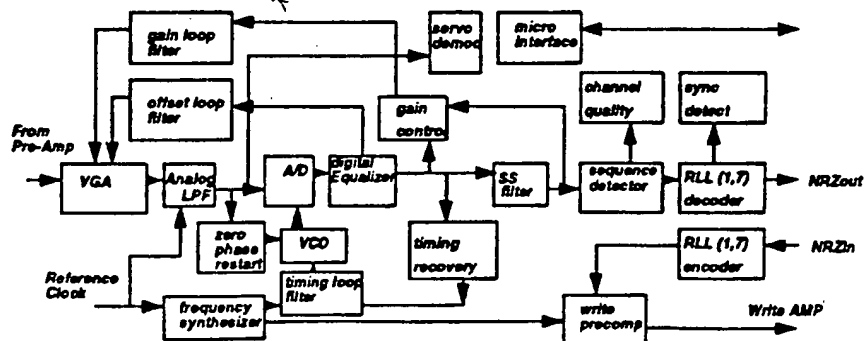 gain loop
filter
servo
demod
micro
interface
offset loop
filter
gain
control
channel
quality
sync
detect
From
Pre-Amp
VGA
Analog
LPF
A/D
digital
Equalizer
SS
filter
sequence
detector
RLL (1,7)
decoder
NRZout
zero
phase
restart
VCO
timing
recovery
RLL (1,7)
encoder
NRZin
Reference
Clock
timing loop
filter
frequency
synthesizer
write
precomp
Write AMP